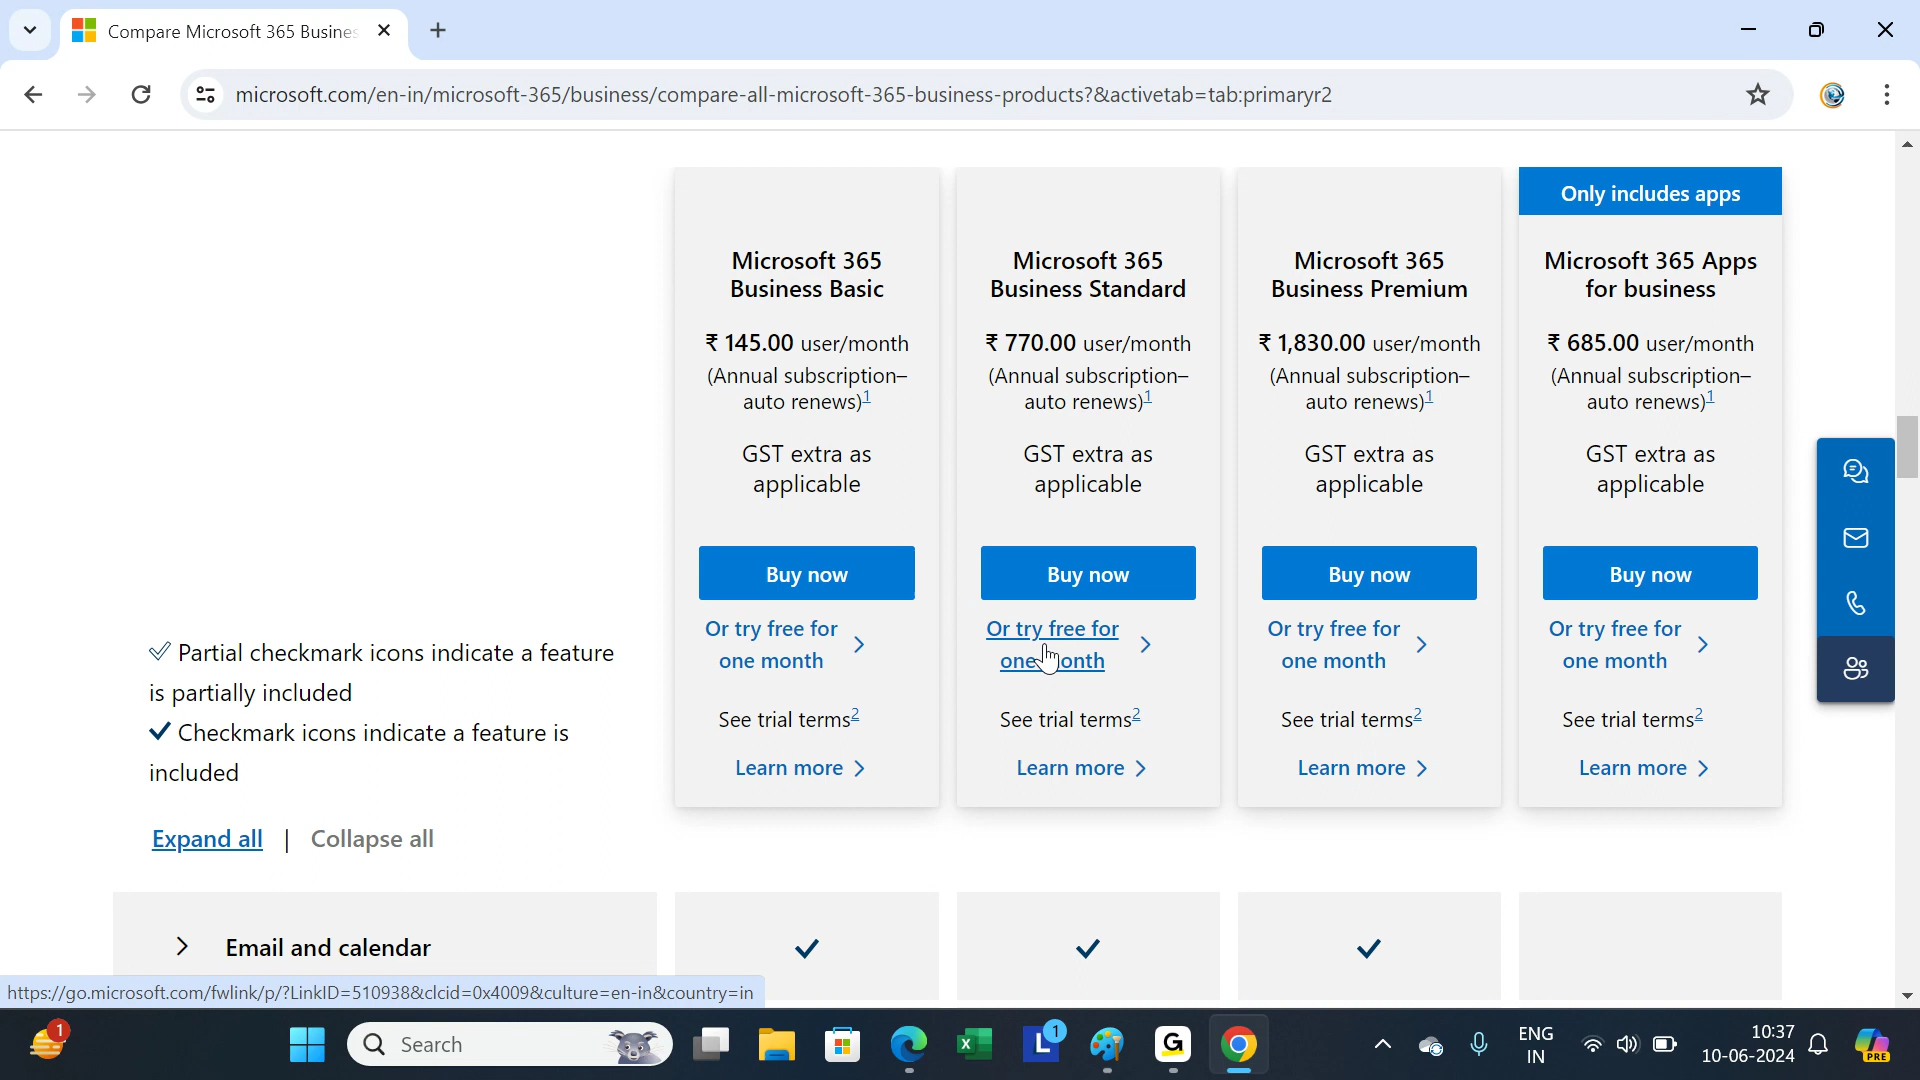 Compare Microsoft 365 Busines
microsoft.com/en-in/microsoft-365/business/compare-all-microsoft-365-business-products?&activetab=tab:primaryr2
Only includes apps
Microsoft 365
Business Basic
₹ 145.00 user/month
(Annual subscription–
auto renews)1
GST extra as
applicable
Buy now
Or try free for
one month
See trial terms2
Learn more
Microsoft 365
Business Standard
₹ 770.00 user/month
(Annual subscription–
auto renews)1
GST extra as
applicable
Buy now
Or try free for
one month
See trial terms2
Learn more
Microsoft 365
Business Premium
₹ 1,830.00 user/month
(Annual subscription–
auto renews)1
GST extra as
applicable
Buy now
Or try free for
one month
See trial terms2
Learn more
Microsoft 365 Apps
for business
₹ 685.00 user/month
(Annual subscription–
auto renews)1
GST extra as
applicable
Buy now
Or try free for
one month
See trial terms2
Learn more
Partial checkmark icons indicate a feature
is partially included
Checkmark icons indicate a feature is
included
Expand all | Collapse all
Email and calendar
https://go.microsoft.com/fwlink/p/?LinkID=510938&clcid=0x4009&culture=en-in&country=in
1
Search
X
L
1
G
ENG
IN
10:37
10-06-2024
PRE